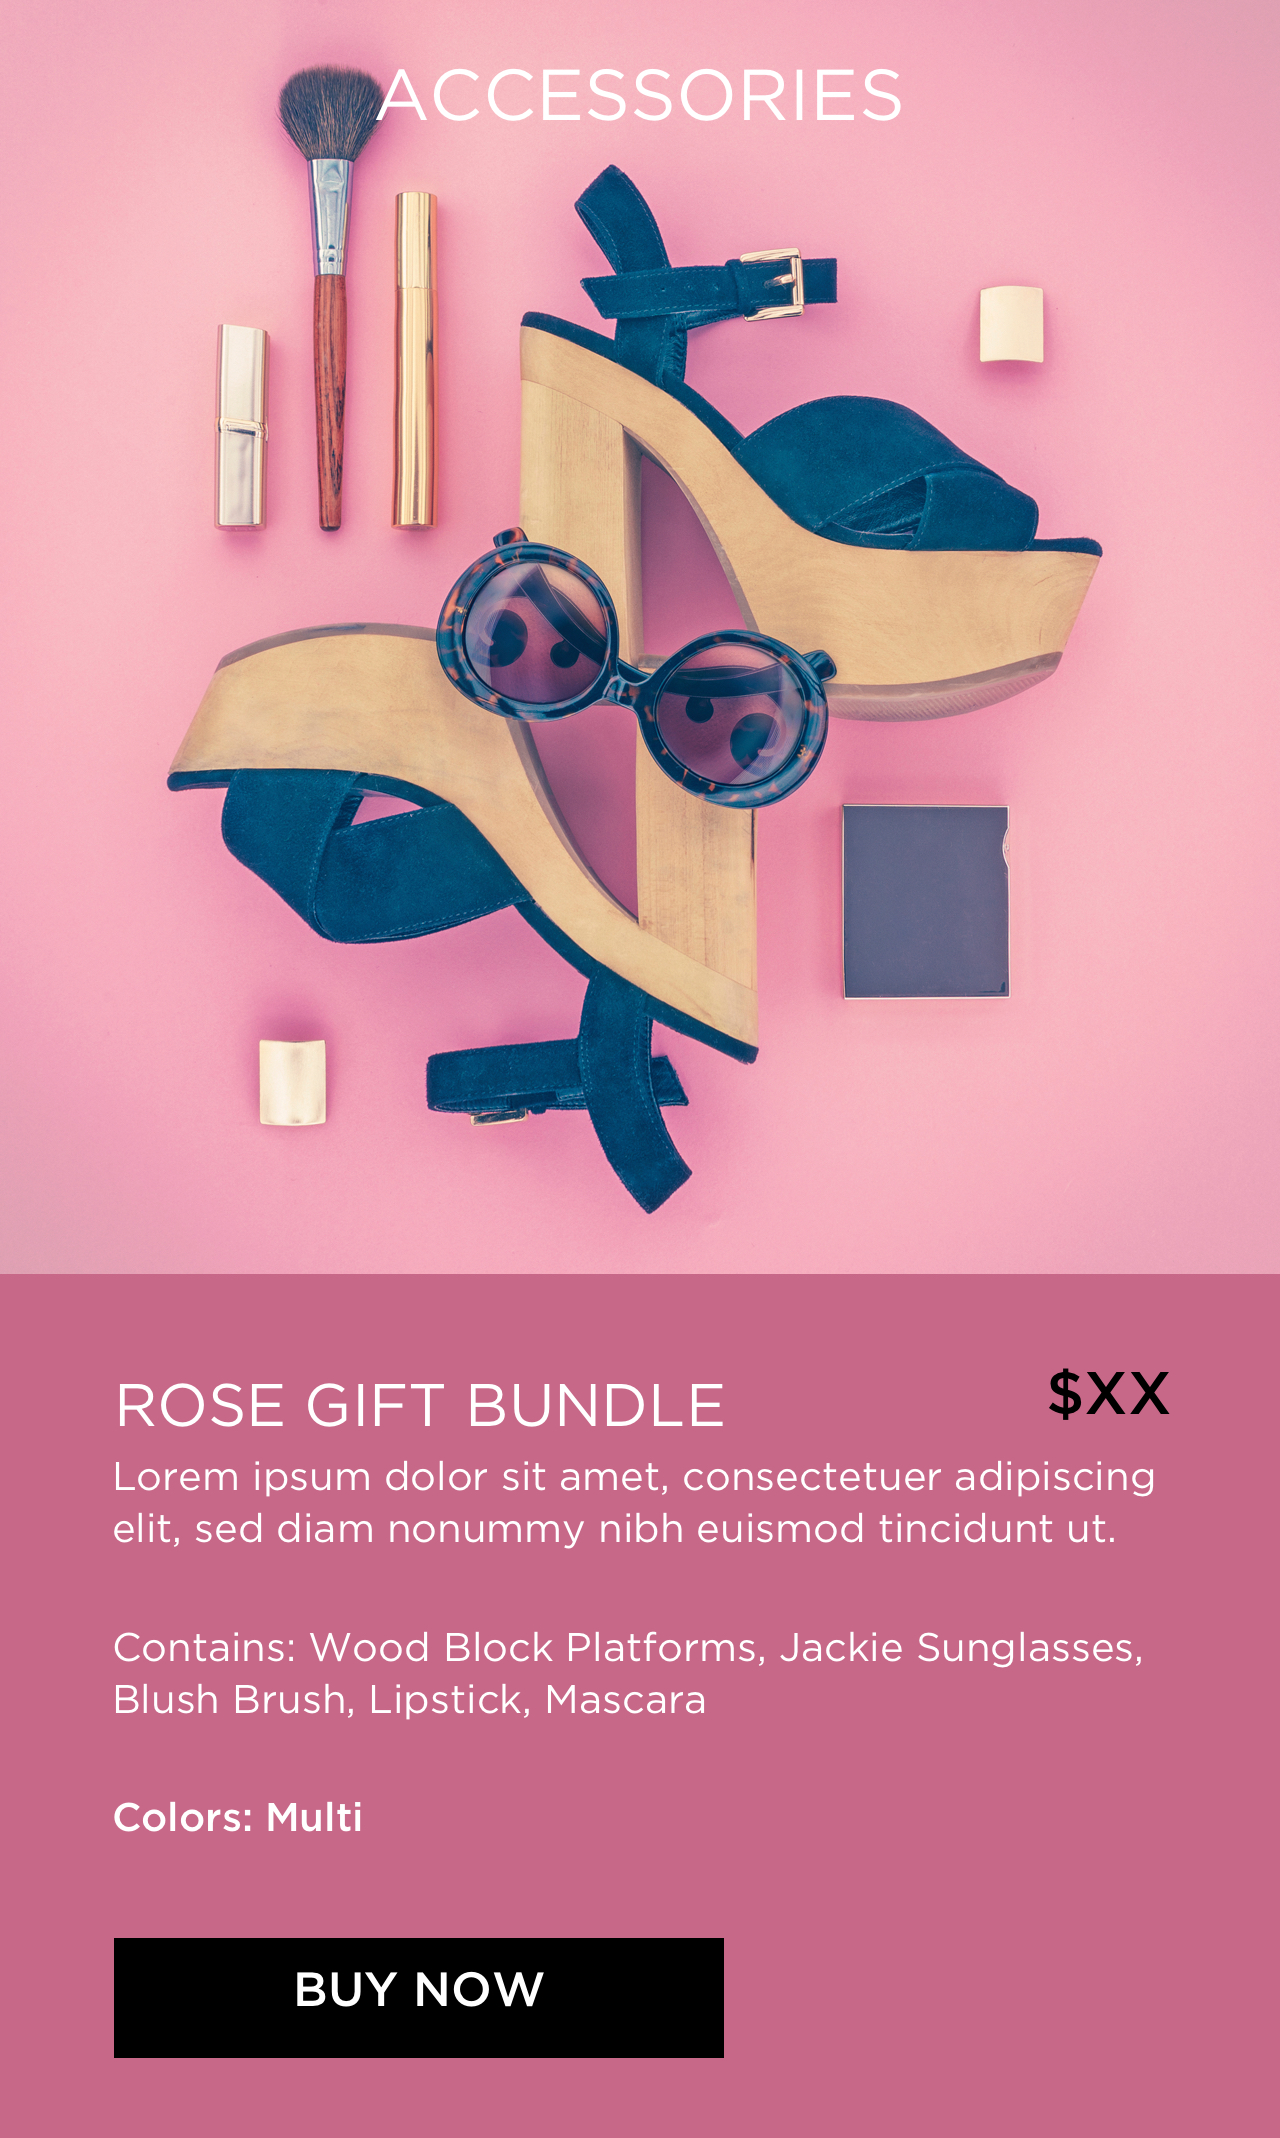 ACCESSORIES
ROSE GIFT BUNDLE
$XX
Lorem ipsum dolor sit amet, consectetuer adipiscing
elit, sed diam nonummy nibh euismod tincidunt ut.
Contains: Wood Block Platforms, Jackie Sunglasses,
Blush Brush, Lipstick, Mascara
Colors: Multi
BUY NOW